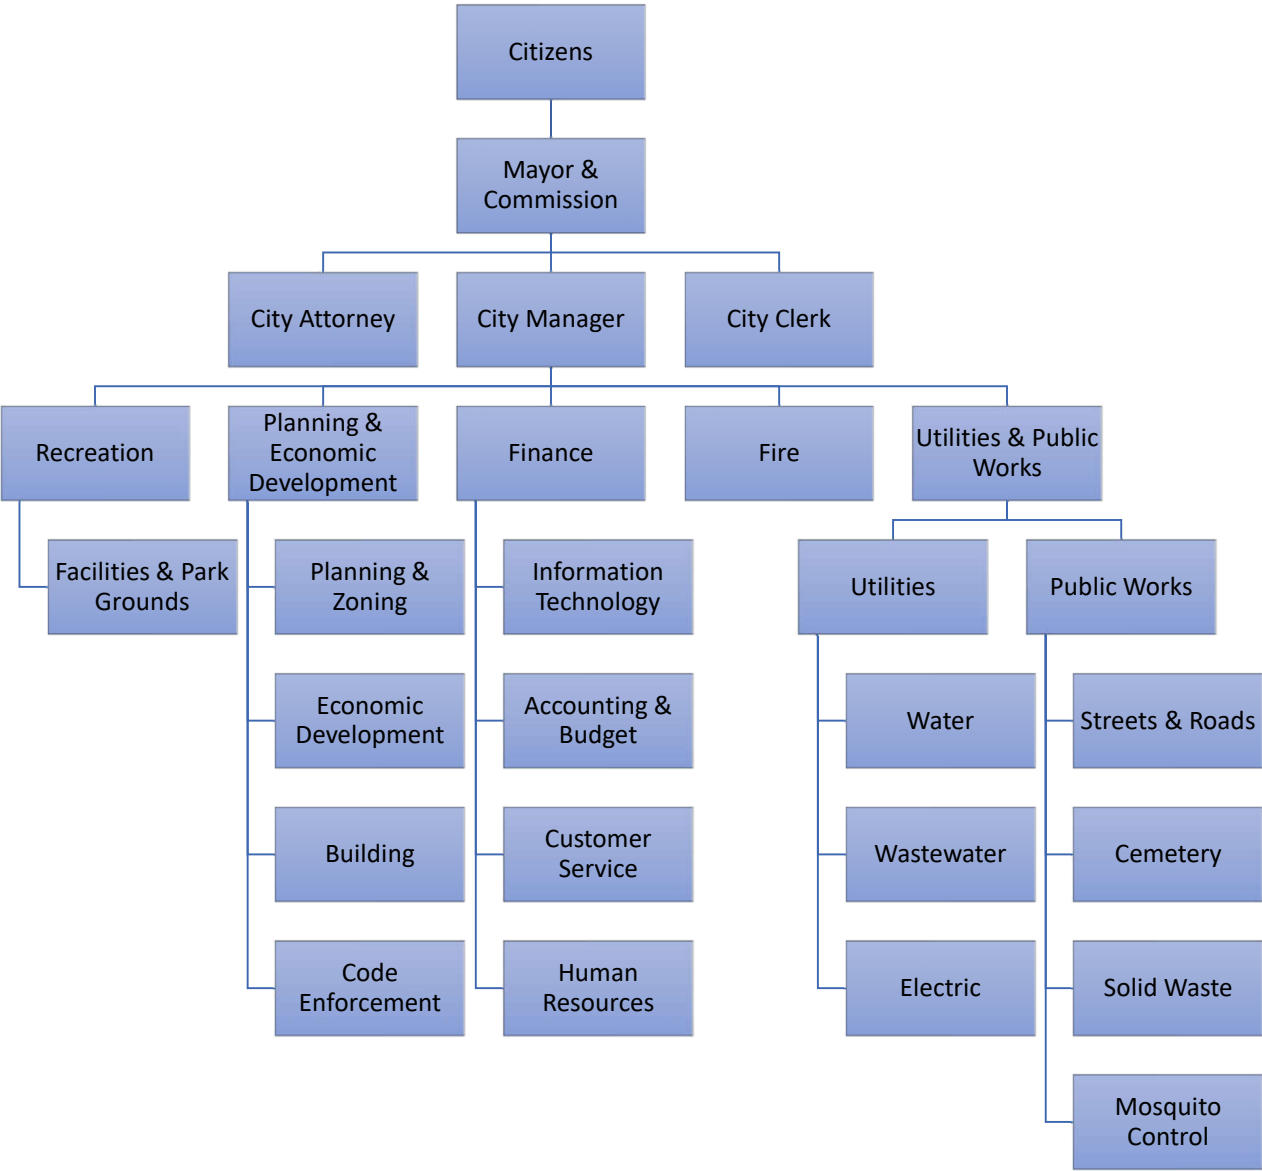 Citizens
Mayor &
Commission
City Attorney
City Manager
City Clerk
Recreation
Planning &
Economic
Development
Finance
Fire
Utilities & Public
Works
Facilities & Park
Grounds
Planning &
Zoning
Information
Technology
Utilities
Public Works
Economic
Development
Accounting &
Budget
Water
Streets & Roads
Building
Customer
Service
Wastewater
Cemetery
Code
Enforcement
Human
Resources
Electric
Solid Waste
Mosquito
Control